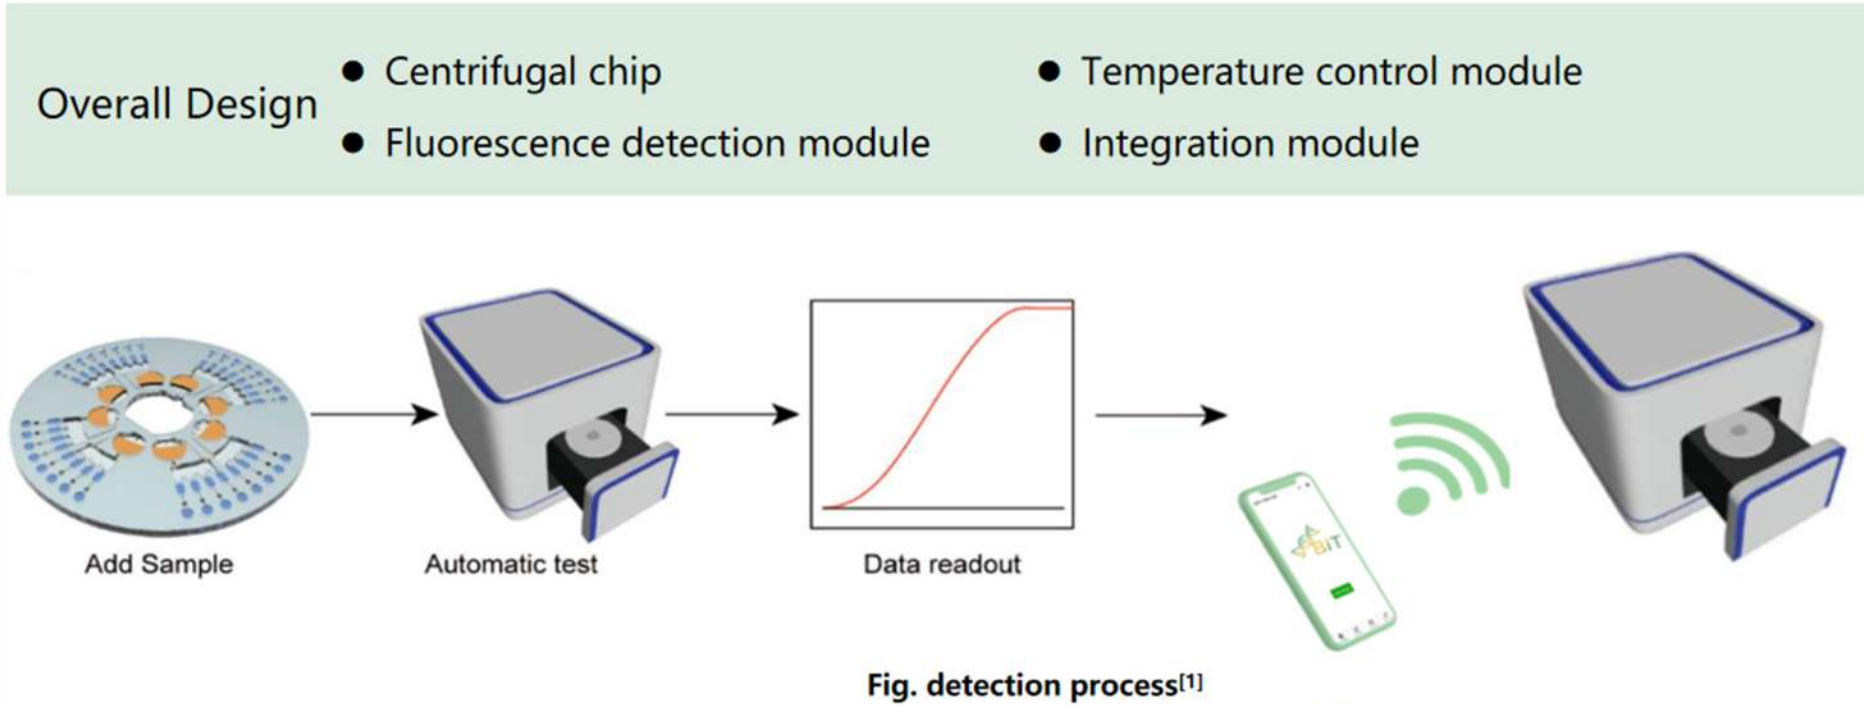 Overall Design
● Centrifugal chip
● Temperature control module
● Fluorescence detection module
● Integration module
Add Sample
Automatic test
Data readout
BiT
Fig. detection process[1]